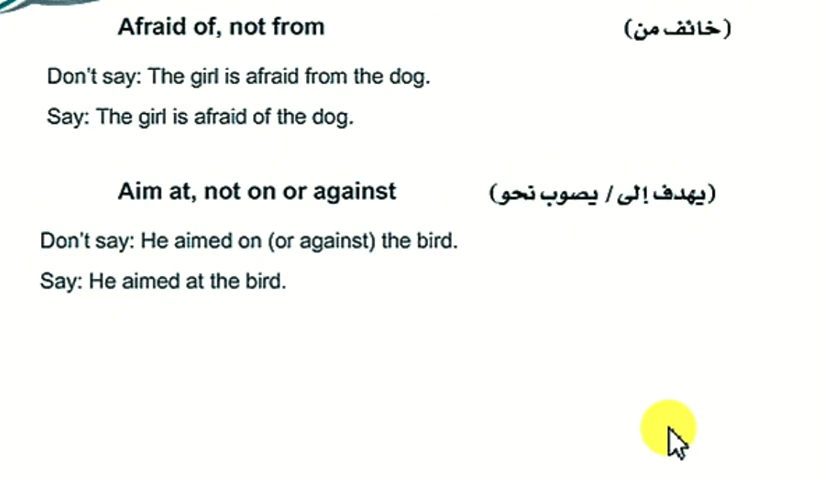 Afraid of, not from (خائف من)
Don't say: The girl is afraid from the dog.
Say: The girl is afraid of the dog.
Aim at, not on or against (يهدف إلى / يصوب نحو)
Don't say: He aimed on (or against) the bird.
Say: He aimed at the bird.